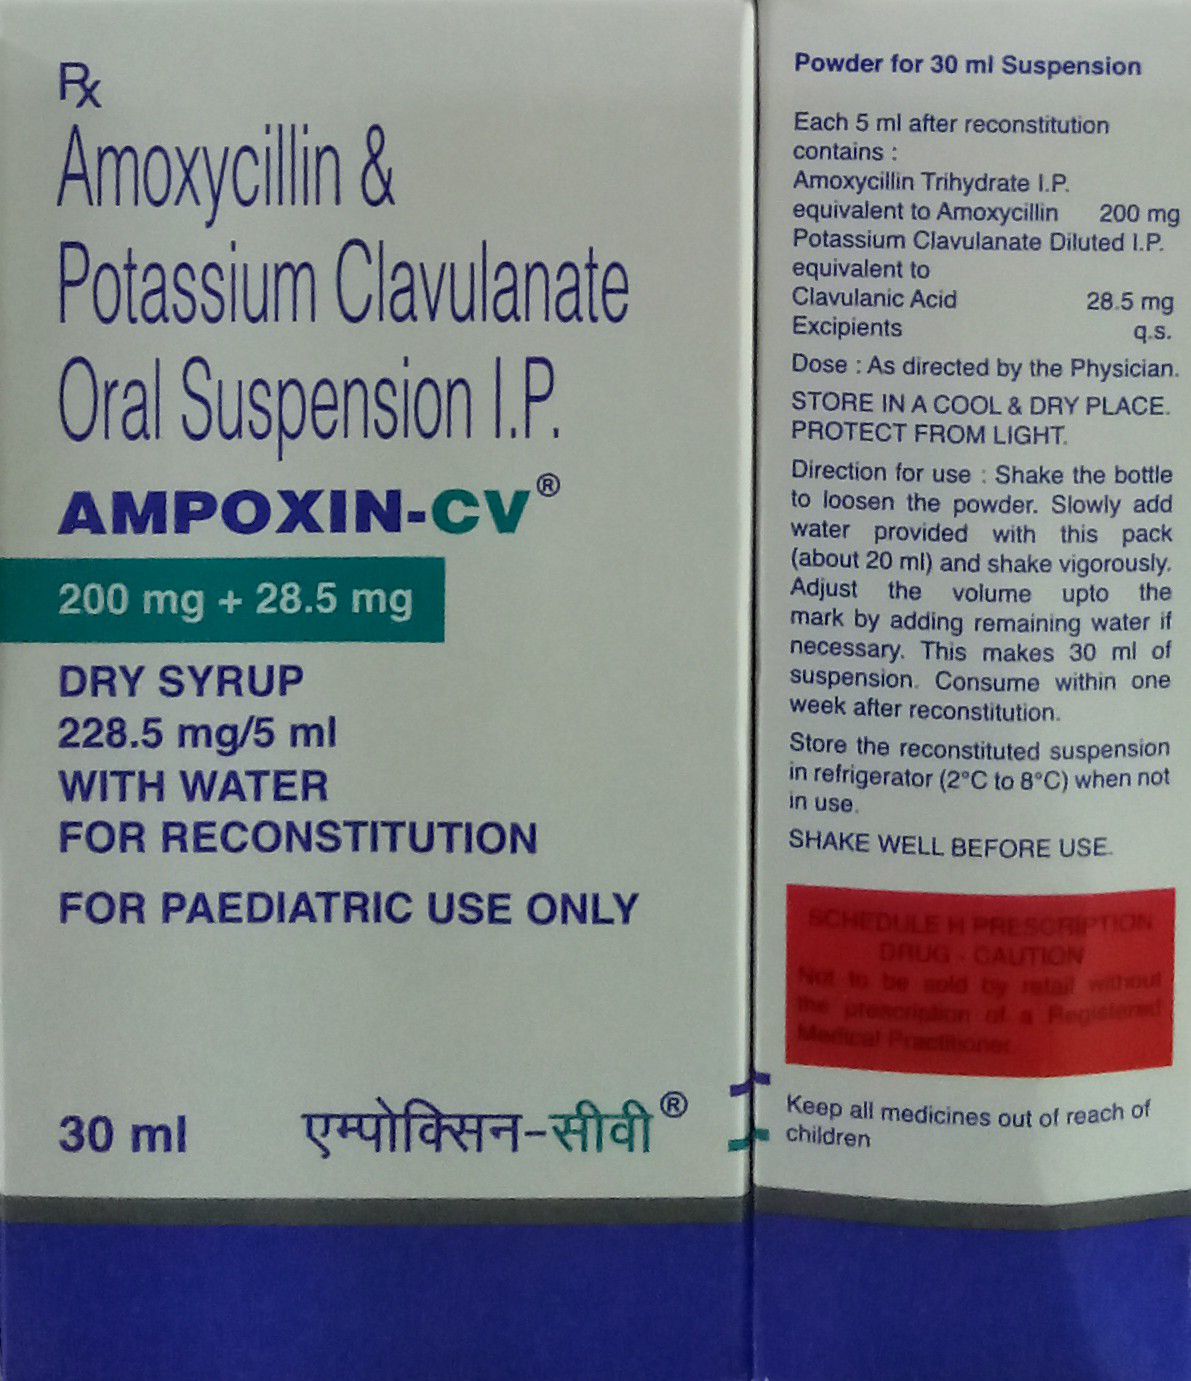 Rx
Amoxycillin &
Potassium Clavulanate
Oral Suspension I.P.
AMPOXIN-CV®
200 mg + 28.5 mg
DRY SYRUP
228.5 mg/5 ml
WITH WATER
FOR RECONSTITUTION
FOR PAEDIATRIC USE ONLY
30 ml
एम्पोक्सिन-सीवी®
Powder for 30 ml Suspension
Each 5 ml after reconstitution
contains :
Amoxycillin Trihydrate I.P.
equivalent to Amoxycillin 200 mg
Potassium Clavulanate Diluted I.P.
equivalent to
Clavulanic Acid 28.5 mg
Excipients q.s.
Dose : As directed by the Physician.
STORE IN A COOL & DRY PLACE.
PROTECT FROM LIGHT.
Direction for use : Shake the bottle
to loosen the powder. Slowly add
water provided with this pack
(about 20 ml) and shake vigorously.
Adjust the volume upto the
mark by adding remaining water if
necessary. This makes 30 ml of
suspension. Consume within one
week after reconstitution.
Store the reconstituted suspension
in refrigerator (2°C to 8°C) when not
in use.
SHAKE WELL BEFORE USE.
SCHEDULE H PRESCRIPTION
DRUG - CAUTION
Not to be sold by retail without
the prescription of a Registered
Medical Practitioner.
Keep all medicines out of reach of
children